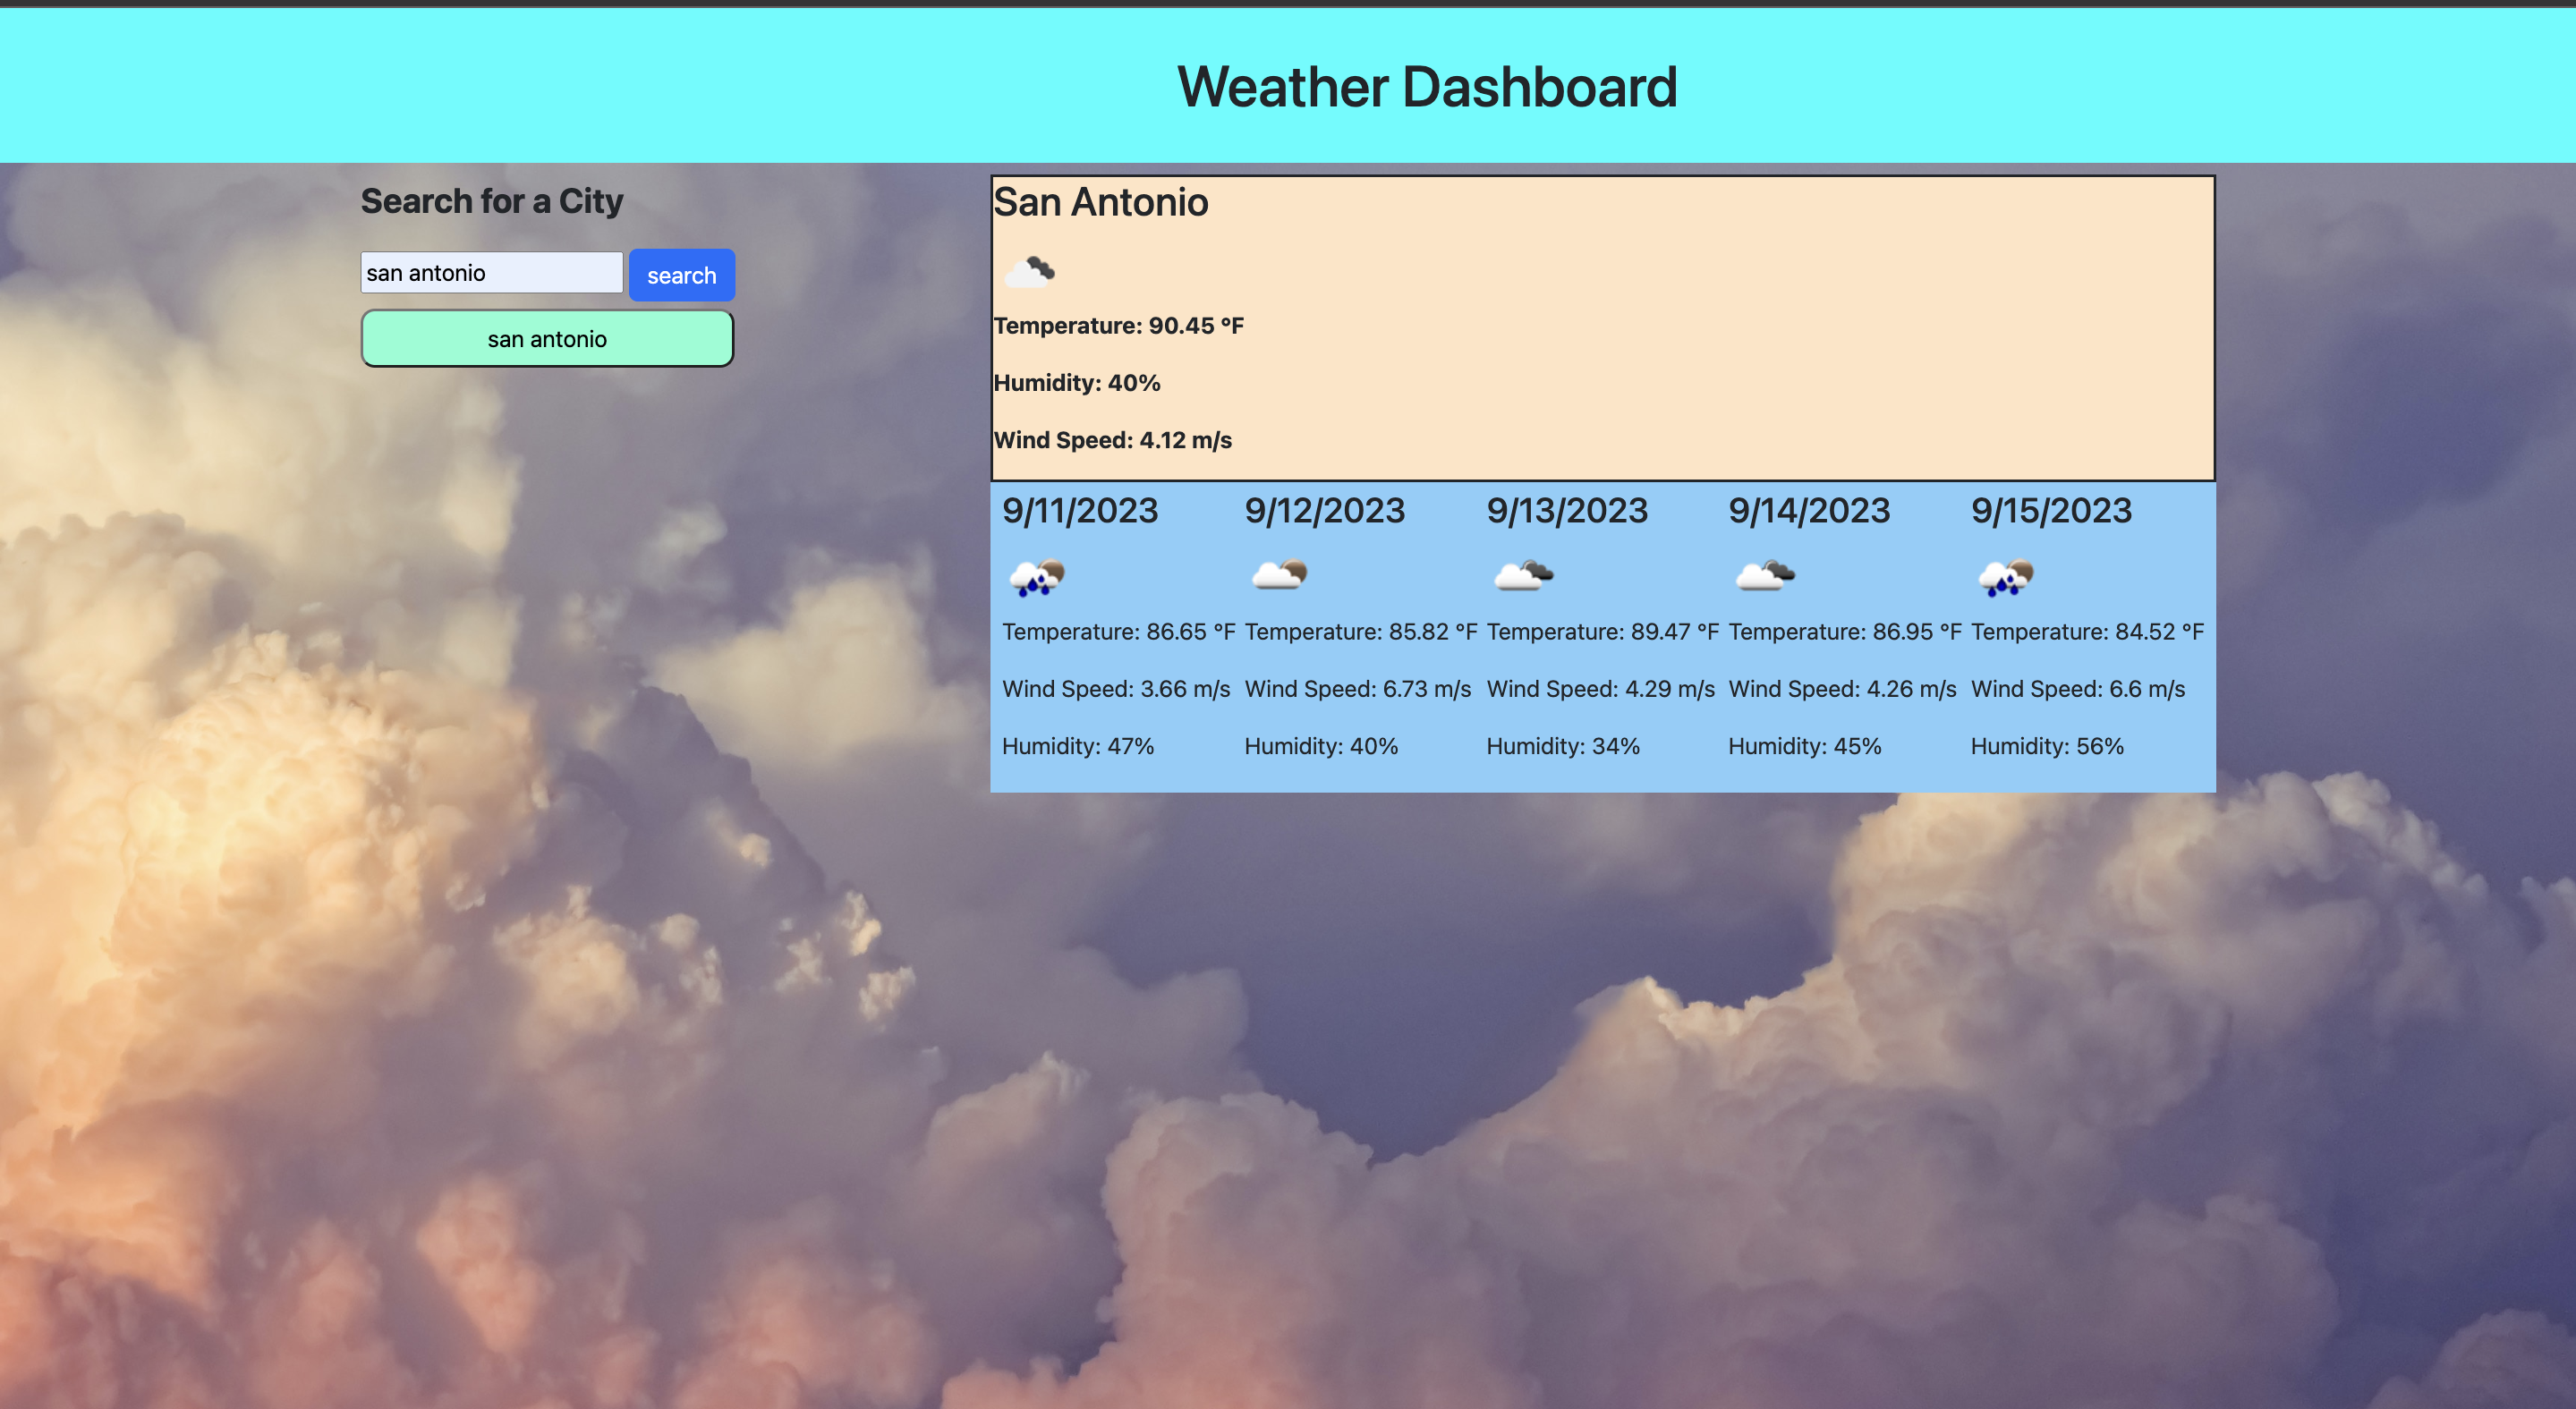 Weather Dashboard
Search for a City
san antonio
search
san antonio
San Antonio
Temperature: 90.45 °F
Humidity: 40%
Wind Speed: 4.12 m/s
9/11/2023
Temperature: 86.65 °F
Wind Speed: 3.66 m/s
Humidity: 47%
9/12/2023
Temperature: 85.82 °F
Wind Speed: 6.73 m/s
Humidity: 40%
9/13/2023
Temperature: 89.47 °F
Wind Speed: 4.29 m/s
Humidity: 34%
9/14/2023
Temperature: 86.95 °F
Wind Speed: 4.26 m/s
Humidity: 45%
9/15/2023
Temperature: 84.52 °F
Wind Speed: 6.6 m/s
Humidity: 56%